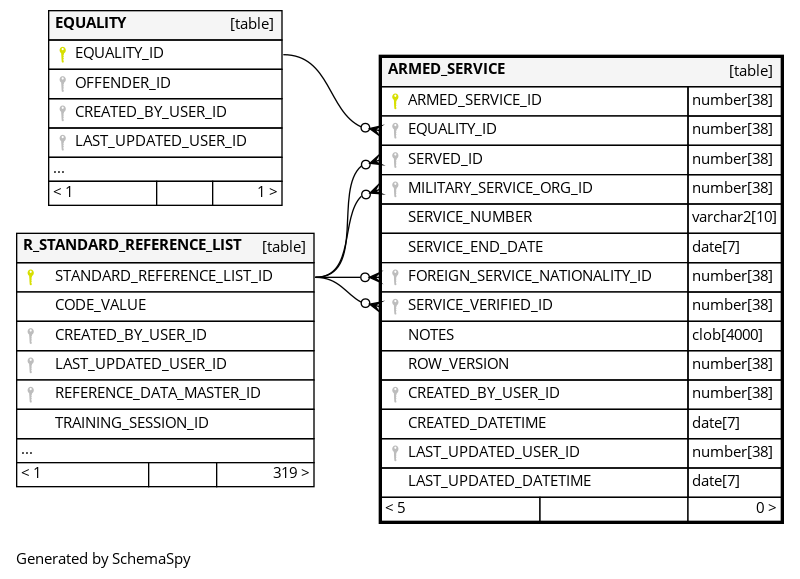 EQUALITY [table]
EQUALITY_ID
OFFENDER_ID
CREATED_BY_USER_ID
LAST_UPDATED_USER_ID
...
< 1 1 >
R_STANDARD_REFERENCE_LIST [table]
STANDARD_REFERENCE_LIST_ID
CODE_VALUE
CREATED_BY_USER_ID
LAST_UPDATED_USER_ID
REFERENCE_DATA_MASTER_ID
TRAINING_SESSION_ID
...
< 1 319 >
ARMED_SERVICE [table]
ARMED_SERVICE_ID number[38]
EQUALITY_ID number[38]
SERVED_ID number[38]
MILITARY_SERVICE_ORG_ID number[38]
SERVICE_NUMBER varchar2[10]
SERVICE_END_DATE date[7]
FOREIGN_SERVICE_NATIONALITY_ID number[38]
SERVICE_VERIFIED_ID number[38]
NOTES clob[4000]
ROW_VERSION number[38]
CREATED_BY_USER_ID number[38]
CREATED_DATETIME date[7]
LAST_UPDATED_USER_ID number[38]
LAST_UPDATED_DATETIME date[7]
< 5 0 >
Generated by SchemaSpy